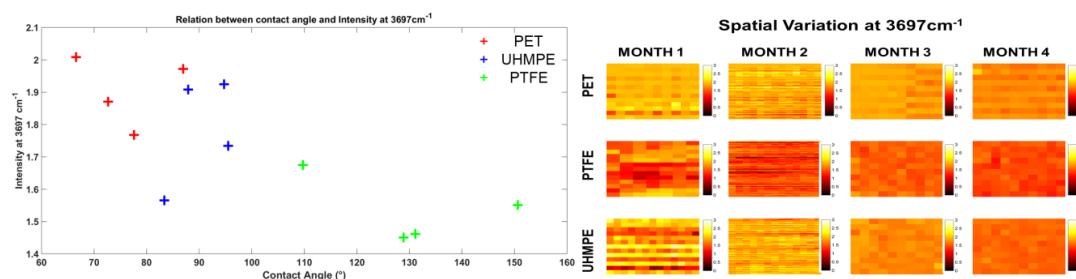 Relation between contact angle and Intensity at 3697 cm⁻¹
2.1
2
1.9
1.8
1.7
1.6
1.5
1.4
Intensity at 3697 cm⁻¹
60 70 80 90 100 110 120 130 140 150 160
Contact Angle (°)
PET
UHMPE
PTFE
Spatial Variation at 3697cm⁻¹
MONTH 1 MONTH 2 MONTH 3 MONTH 4
PET
PTFE
UHMPE